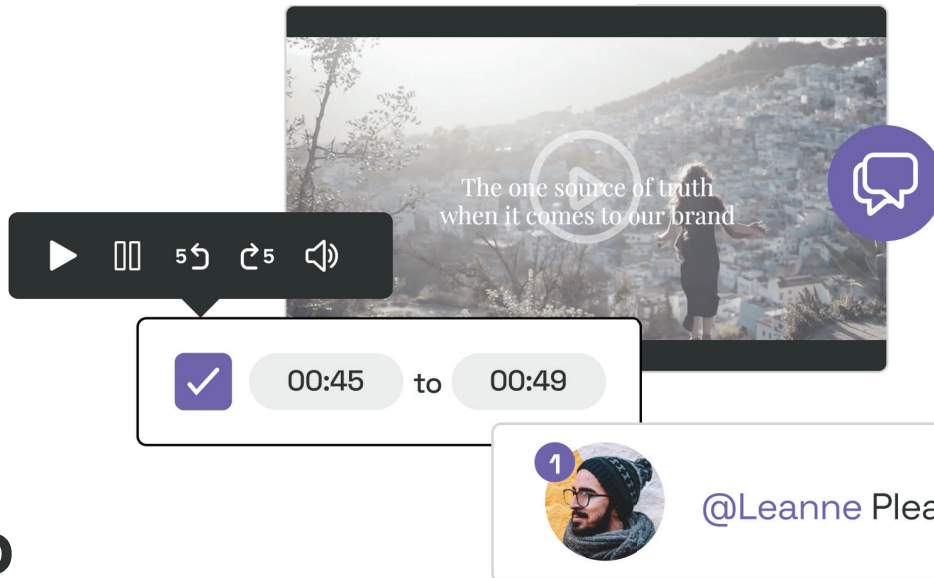 The one source of truth
when it comes to our brand
5 5
00:45 to 00:49
1
@Leanne